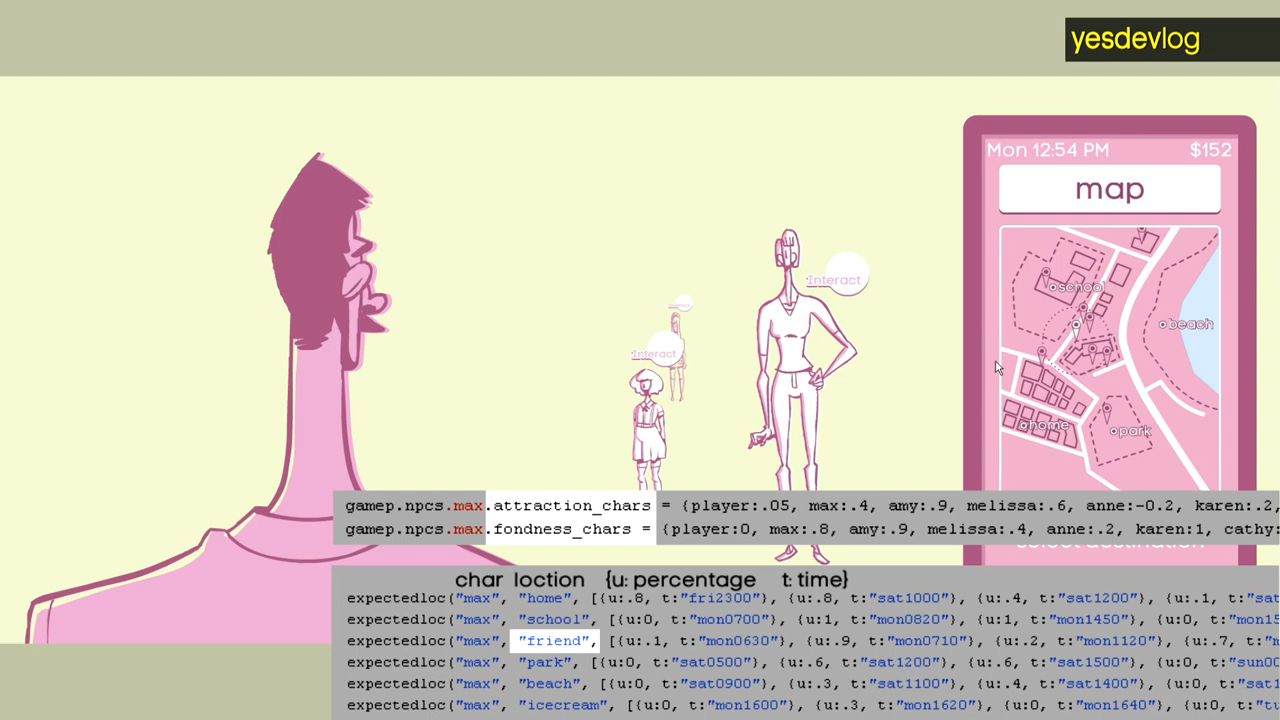 yesdevlog
Mon 12:54 PM $152
map
school
beach
home
park
Interact
Interact
gamep.npcs.max.attraction_chars = {player:.05, max:.4, amy:.9, melissa:.6, anne:-0.2, karen:.2,
gamep.npcs.max.fondness_chars = {player:0, max:.8, amy:.9, melissa:.4, anne:.2, karen:1, cathy:
char loction {u: percentage t: time}
expectedloc("max", "home", [{u:.8, t:"fri2300"}, {u:.8, t:"sat1000"}, {u:.4, t:"sat1200"}, {u:.1, t:"sat
expectedloc("max", "school", [{u:0, t:"mon0700"}, {u:1, t:"mon0820"}, {u:1, t:"mon1450"}, {u:0, t:"mon15
expectedloc("max", "friend", [{u:.1, t:"mon0630"}, {u:.9, t:"mon0710"}, {u:.2, t:"mon1120"}, {u:.7, t:"m
expectedloc("max", "park", [{u:0, t:"sat0500"}, {u:.6, t:"sat1200"}, {u:.6, t:"sat1500"}, {u:0, t:"sun00
expectedloc("max", "beach", [{u:0, t:"sat0900"}, {u:.3, t:"sat1100"}, {u:.4, t:"sat1400"}, {u:0, t:"sat1
expectedloc("max", "icecream", [{u:0, t:"mon1600"}, {u:.3, t:"mon1620"}, {u:0, t:"mon1640"}, {u:0, t:"tu